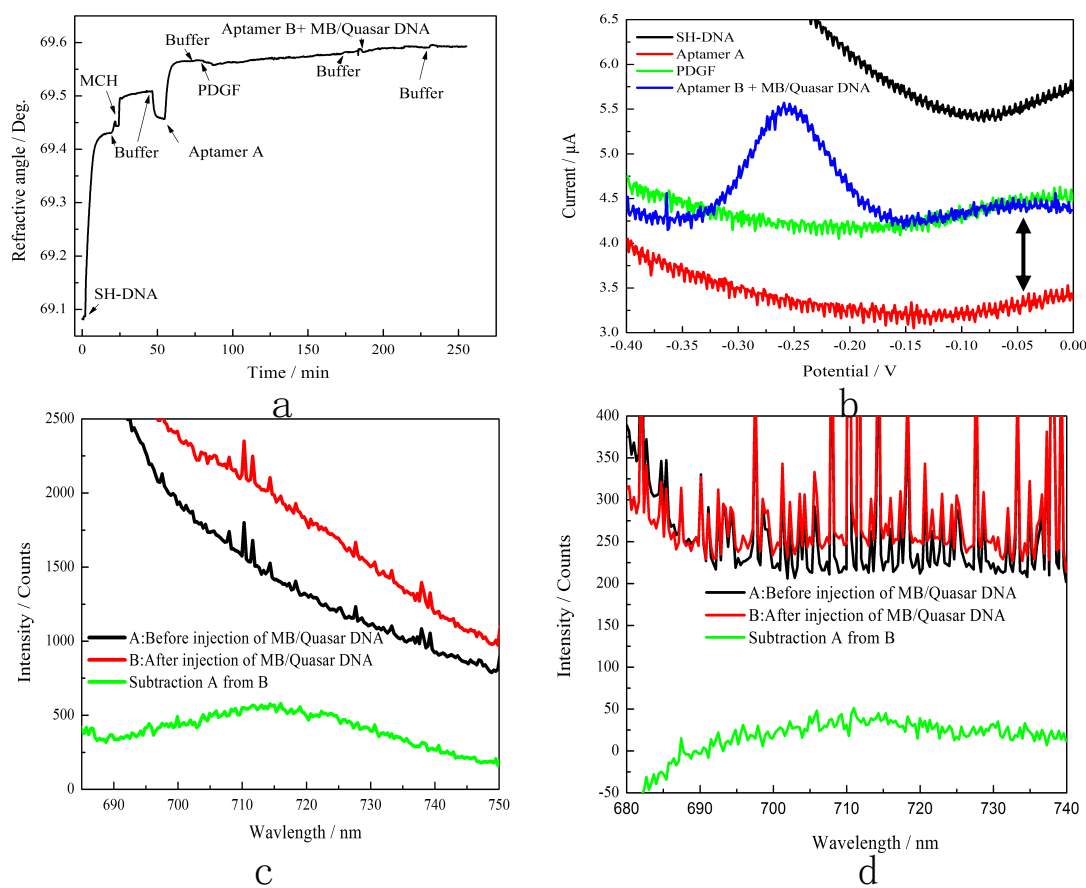 Refractive angle / Deg.
69.6
69.5
69.4
69.3
69.2
69.1
Aptamer B+ MB/Quasar DNA
Buffer
MCH
PDGF
Buffer
Buffer
Buffer
Aptamer A
SH-DNA
0 50 100 150 200 250
Time / min
a
Current / µA
6.5
6.0
5.5
5.0
4.5
4.0
3.5
3.0
SH-DNA
Aptamer A
PDGF
Aptamer B + MB/Quasar DNA
-0.40 -0.35 -0.30 -0.25 -0.20 -0.15 -0.10 -0.05 0.00
Potential / V
b
Intensity / Counts
2500
2000
1500
1000
500
0
A:Before injection of MB/Quasar DNA
B:After injection of MB/Quasar DNA
Subtraction A from B
690 700 710 720 730 740 750
Wavlength / nm
c
Intensity / Counts
400
350
300
250
200
150
100
50
0
-50
A:Before injection of MB/Quasar DNA
B:After injection of MB/Quasar DNA
Subtraction A from B
680 690 700 710 720 730 740
Wavelength / nm
d